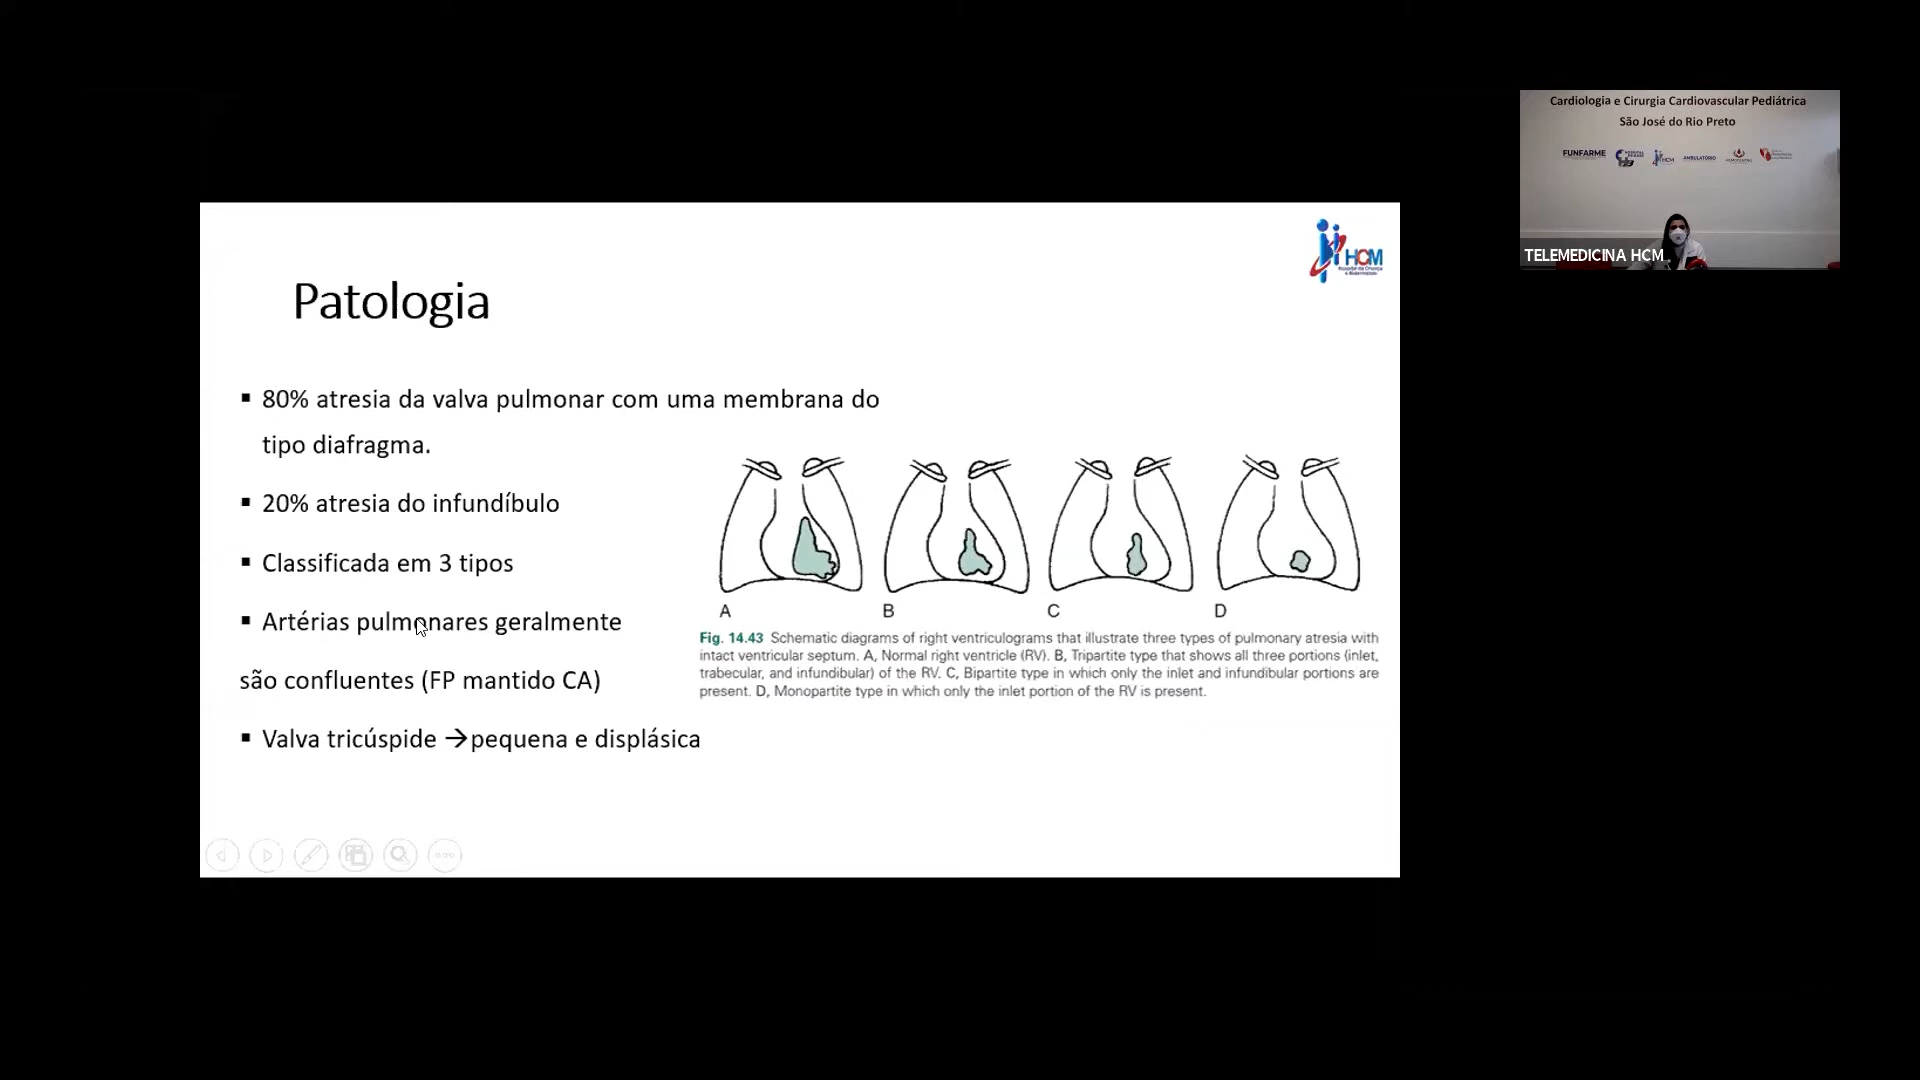 Cardiologia e Cirurgia Cardiovascular Pediátrica
São José do Rio Preto
FUNFARME
HCM
AMBULATÓRIO
TELEMEDICINA HCM
HCM
Patologia
▪ 80% atresia da valva pulmonar com uma membrana do
tipo diafragma.
▪ 20% atresia do infundíbulo
▪ Classificada em 3 tipos
▪ Artérias pulmonares geralmente
são confluentes (FP mantido CA)
▪ Valva tricúspide →pequena e displásica
A B C D
Fig. 14.43 Schematic diagrams of right ventriculograms that illustrate three types of pulmonary atresia with
intact ventricular septum. A, Normal right ventricle (RV). B, Tripartite type that shows all three portions (inlet,
trabecular, and infundibular) of the RV. C, Bipartite type in which only the inlet and infundibular portions are
present. D, Monopartite type in which only the inlet portion of the RV is present.